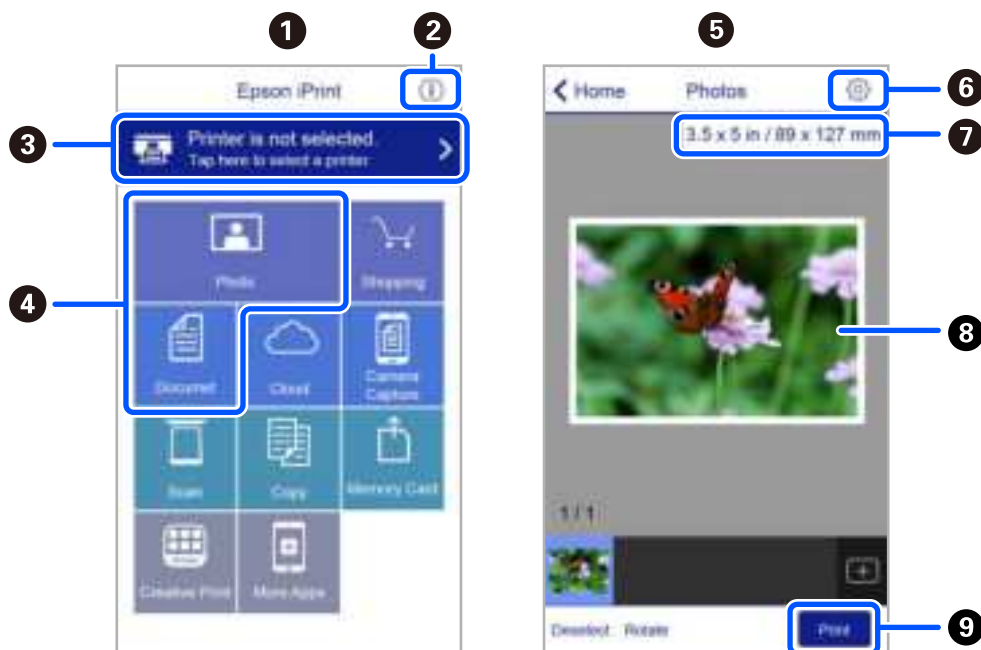 1
2
Epson iPrint
3
Printer is not selected.
Tap here to select a printer
Photo
Shopping
4
Documet
Cloud
Camera
Capture
Scan
Copy
Memory Card
Creative Print
More Apps
5
Home
Photos
6
3.5 x 5 in / 89 x 127 mm
7
8
1 / 1
Deselect
Rotate
Print
9